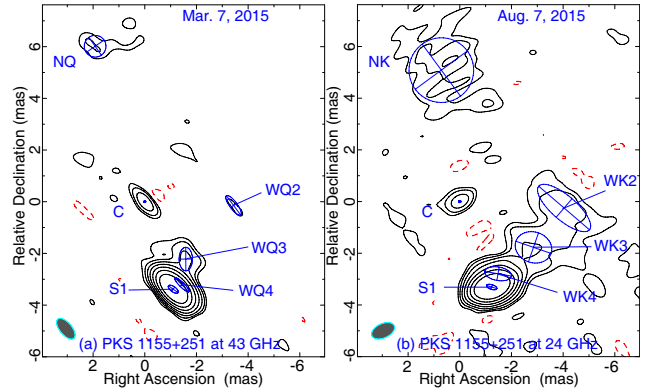 Mar. 7, 2015
Aug. 7, 2015
Relative Declination (mas)
6
4
2
0
-2
-4
-6
NQ
C
WQ2
WQ3
WQ4
S1
(a) PKS 1155+251 at 43 GHz
2
0
-2
-4
-6
Right Ascension (mas)
Relative Declination (mas)
6
4
2
0
-2
-4
-6
NK
C
WK2
WK3
WK4
S1
(b) PKS 1155+251 at 24 GHz
2
0
-2
-4
-6
Right Ascension (mas)